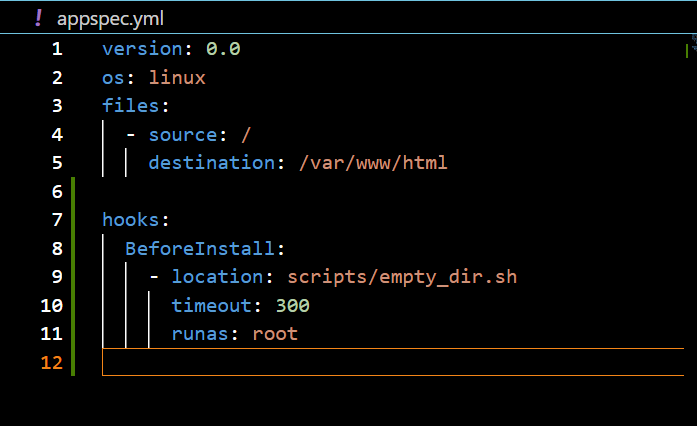 ! appspec.yml
1 version: 0.0
2 os: linux
3 files:
4   - source: /
5     destination: /var/www/html
6
7 hooks:
8   BeforeInstall:
9     - location: scripts/empty_dir.sh
10       timeout: 300
11       runas: root
12